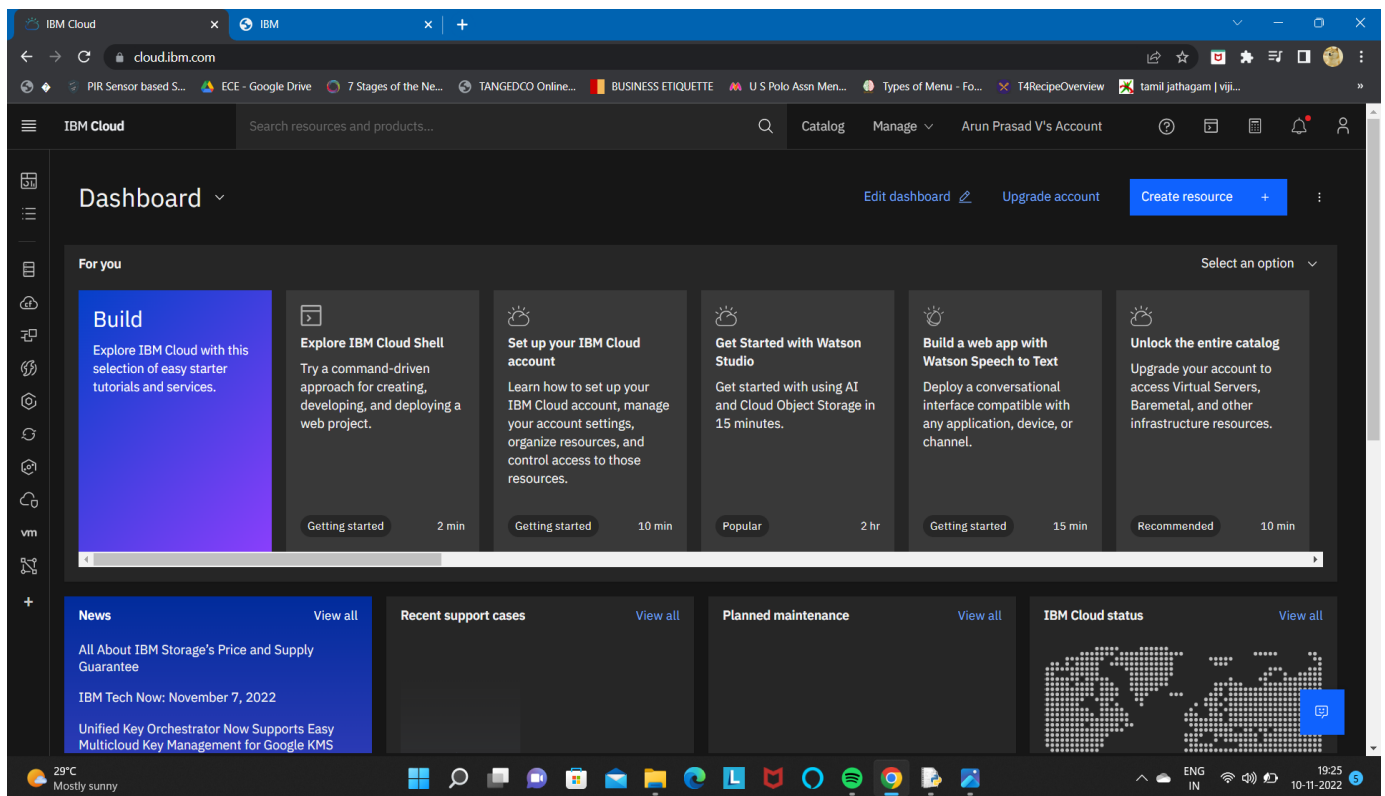 IBM Cloud
IBM
cloud.ibm.com
PIR Sensor based S...
ECE - Google Drive
7 Stages of the Ne...
TANGEDCO Online...
BUSINESS ETIQUETTE
U S Polo Assn Men...
Types of Menu - Fo...
T4RecipeOverview
tamil jathagam | viji...
»
IBM Cloud
Search resources and products...
Catalog
Manage
Arun Prasad V's Account
Dashboard
Edit dashboard
Upgrade account
Create resource +
For you
Select an option
Build
Explore IBM Cloud with this
selection of easy starter
tutorials and services.
Explore IBM Cloud Shell
Try a command-driven
approach for creating,
developing, and deploying a
web project.
Getting started
2 min
Set up your IBM Cloud
account
Learn how to set up your
IBM Cloud account, manage
your account settings,
organize resources, and
control access to those
resources.
Getting started
10 min
Get Started with Watson
Studio
Get started with using AI
and Cloud Object Storage in
15 minutes.
Popular
2 hr
Build a web app with
Watson Speech to Text
Deploy a conversational
interface compatible with
any application, device, or
channel.
Getting started
15 min
Unlock the entire catalog
Upgrade your account to
access Virtual Servers,
Baremetal, and other
infrastructure resources.
Recommended
10 min
vm
News
View all
All About IBM Storage's Price and Supply
Guarantee
IBM Tech Now: November 7, 2022
Unified Key Orchestrator Now Supports Easy
Multicloud Key Management for Google KMS
Recent support cases
View all
Planned maintenance
View all
IBM Cloud status
View all
29°C
Mostly sunny
L
ENG
IN
19:25
10-11-2022
5